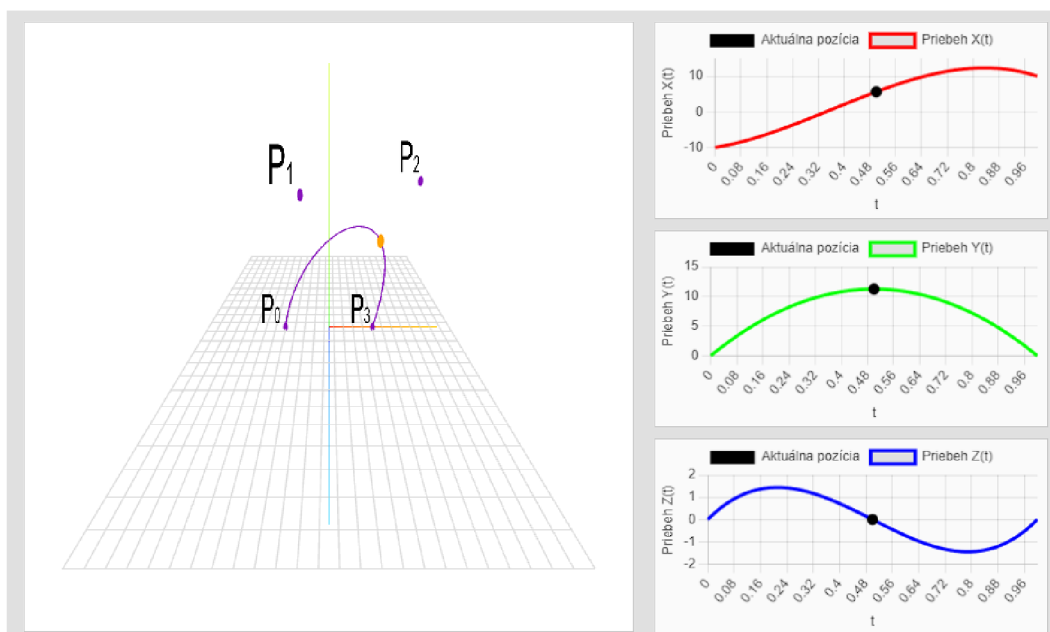 P1
P2
P0
P3
Aktuálna pozícia Priebeh X(t)
Priebeh X(t)
10
0
-10
0 0.08 0.16 0.24 0.32 0.4 0.48 0.56 0.64 0.72 0.8 0.88 0.96
t
Aktuálna pozícia Priebeh Y(t)
Priebeh Y(t)
15
10
5
0
0 0.08 0.16 0.24 0.32 0.4 0.48 0.56 0.64 0.72 0.8 0.88 0.96
t
Aktuálna pozícia Priebeh Z(t)
Priebeh Z(t)
2
1
0
-1
-2
0 0.08 0.16 0.24 0.32 0.4 0.48 0.56 0.64 0.72 0.8 0.88 0.96
t